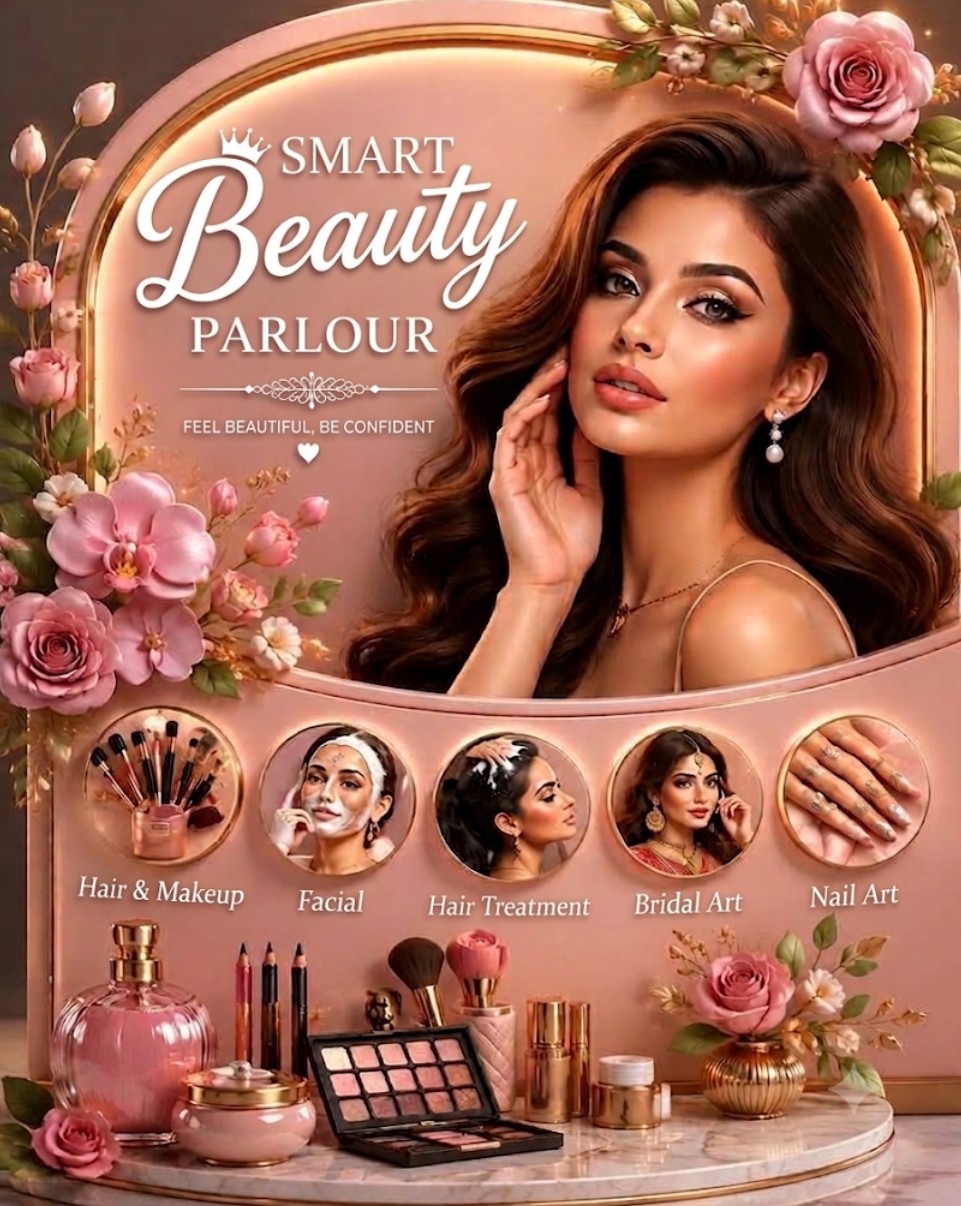 SMART
Beauty
PARLOUR
FEEL BEAUTIFUL, BE CONFIDENT
Hair & Makeup
Facial
Hair Treatment
Bridal Art
Nail Art